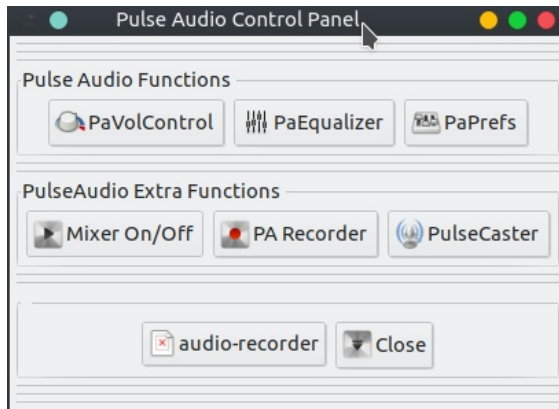 Pulse Audio Control Panel
Pulse Audio Functions
PaVolControl PaEqualizer PaPrefs
PulseAudio Extra Functions
Mixer On/Off PA Recorder PulseCaster
audio-recorder Close